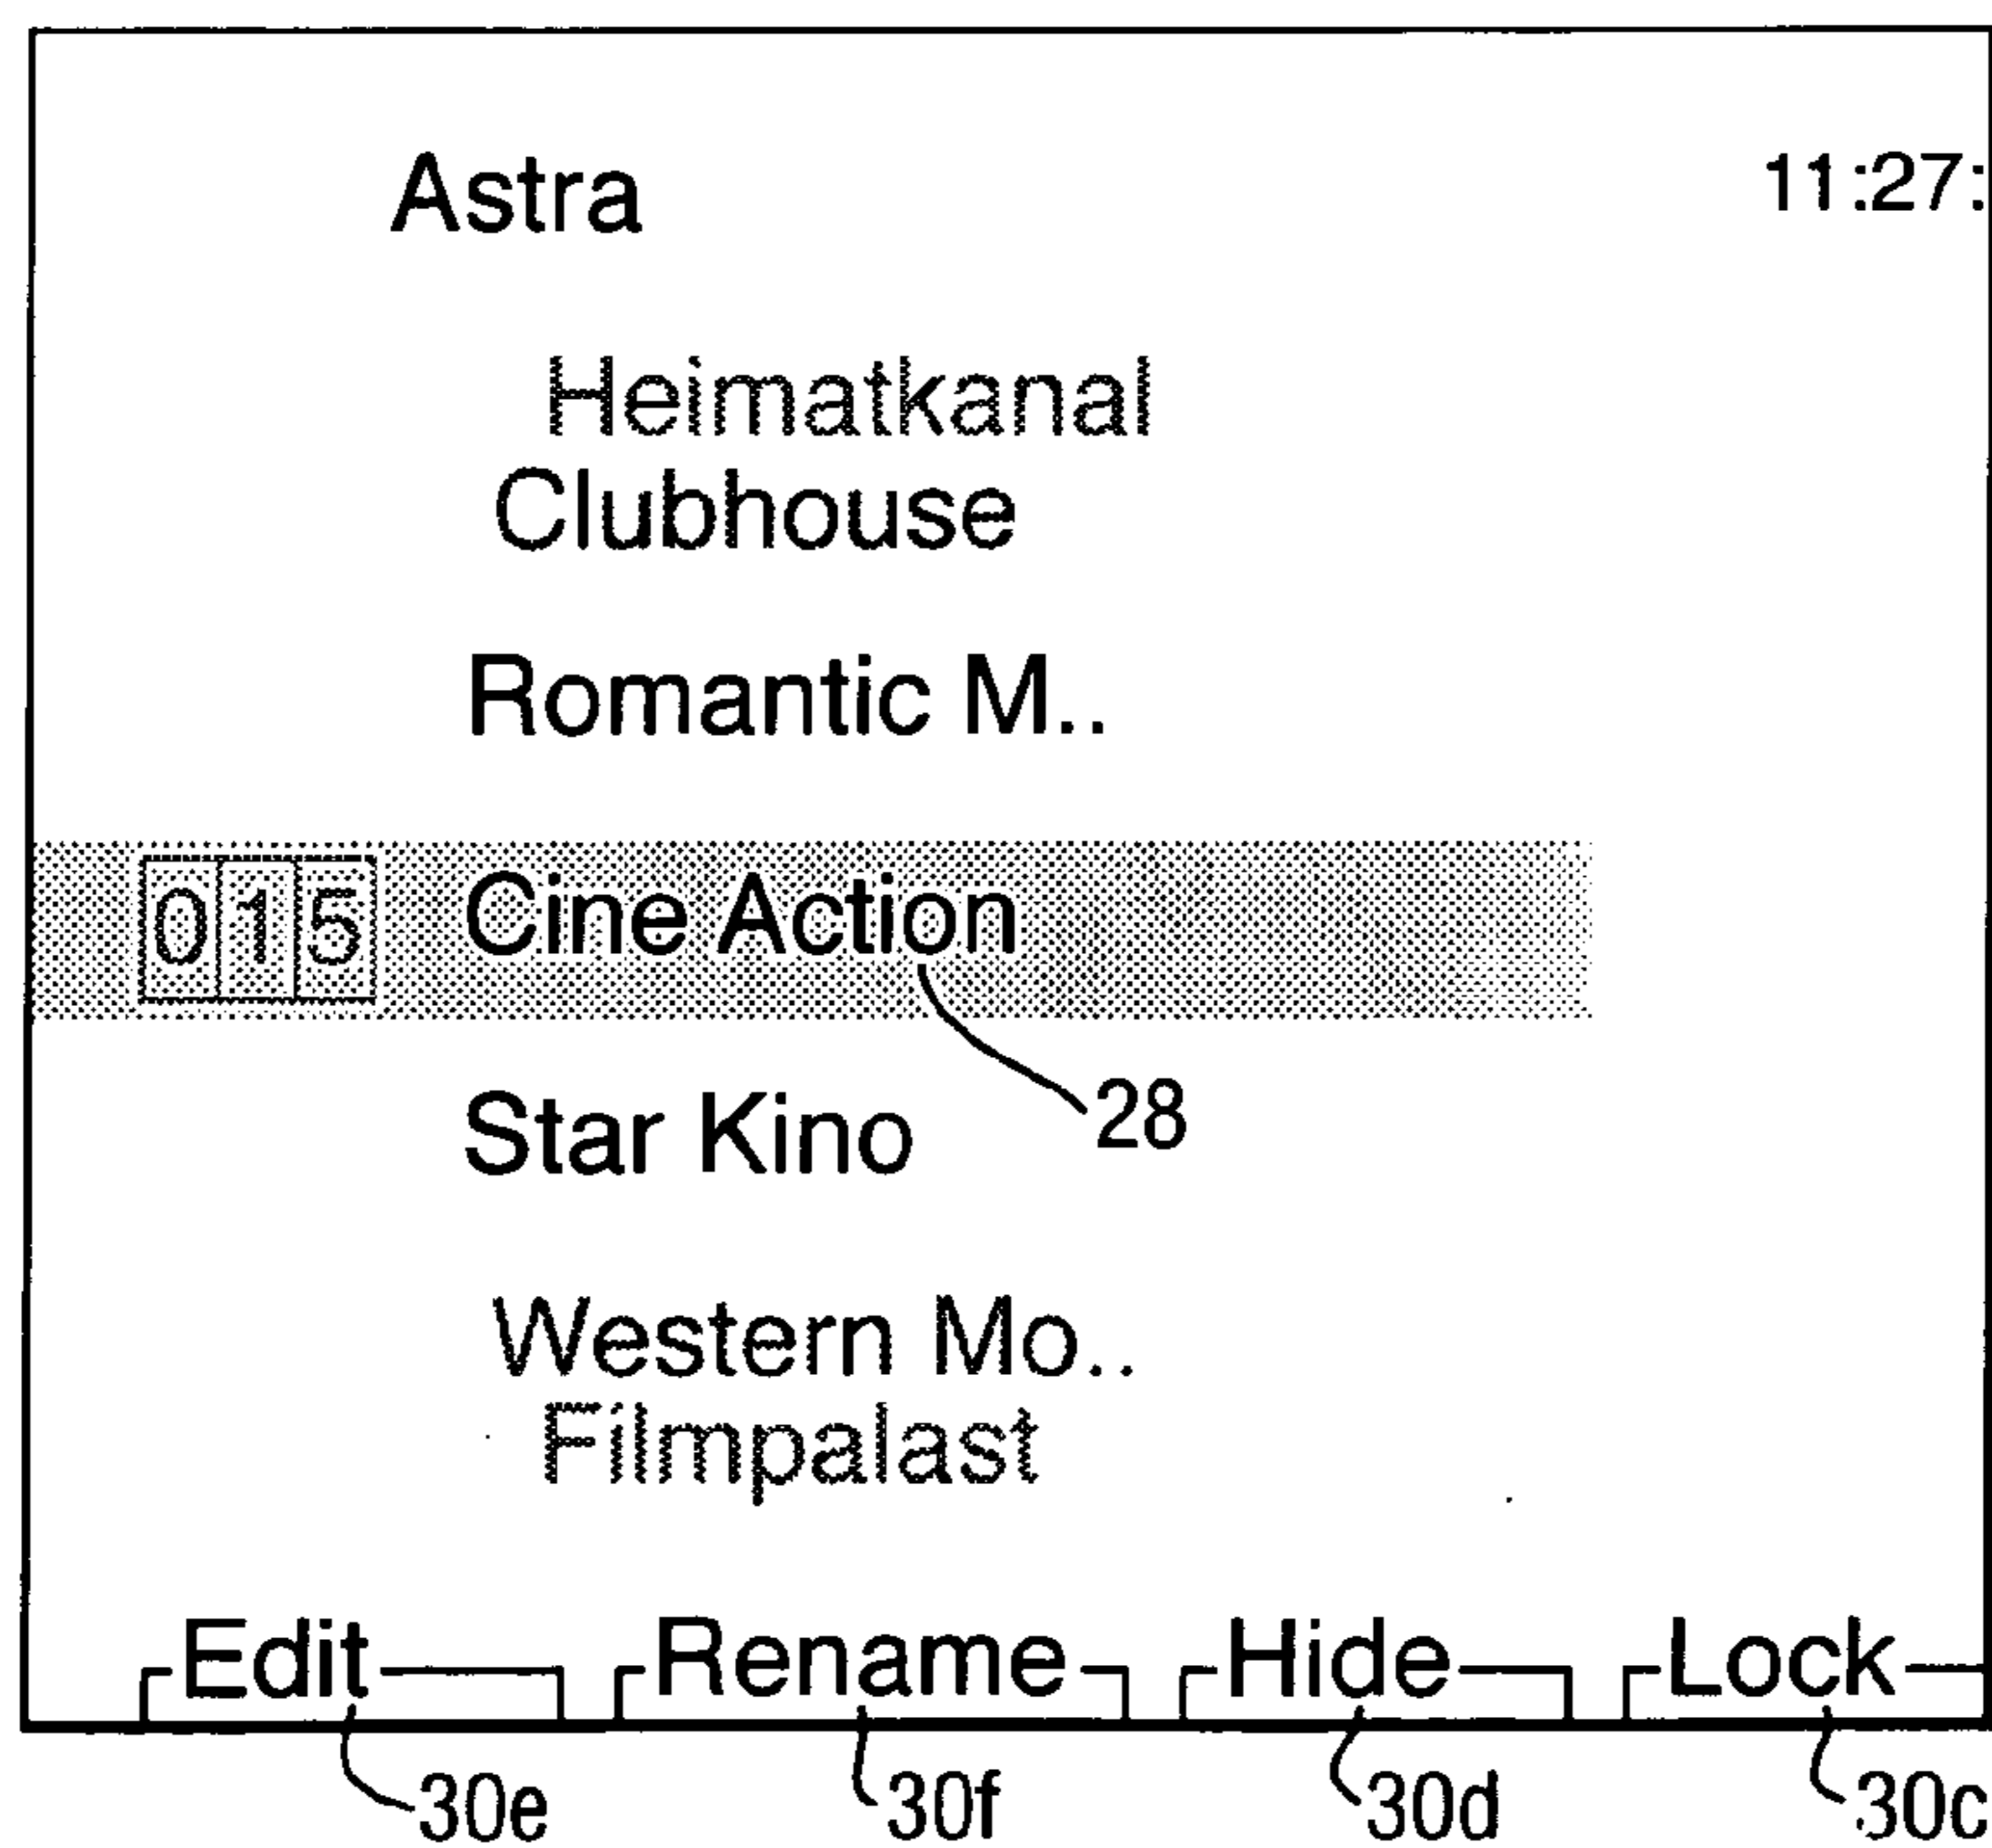 Astra 11:27:
Heimatkanal
Clubhouse
Romantic M..
015 Cine Action
28
Star Kino
Western Mo..
Filmpalast
Edit Rename Hide Lock
30e 30f 30d 30c